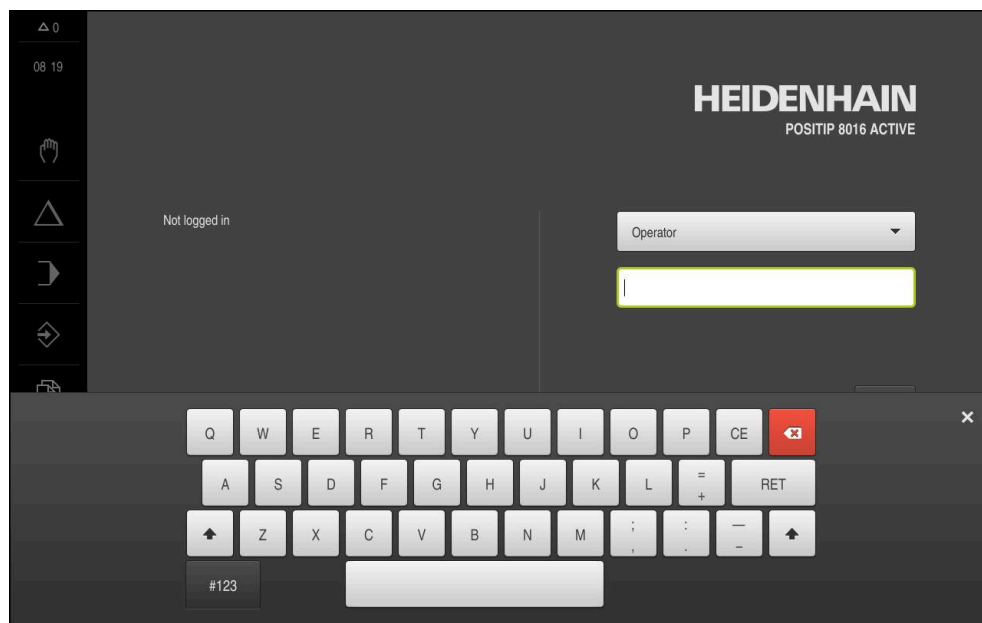 0
08 19
HEIDENHAIN
POSITIP 8016 ACTIVE
Not logged in
Operator
Q W E R T Y U I O P CE
A S D F G H J K L = + RET
Z X C V B N M ; , : . — –
#123